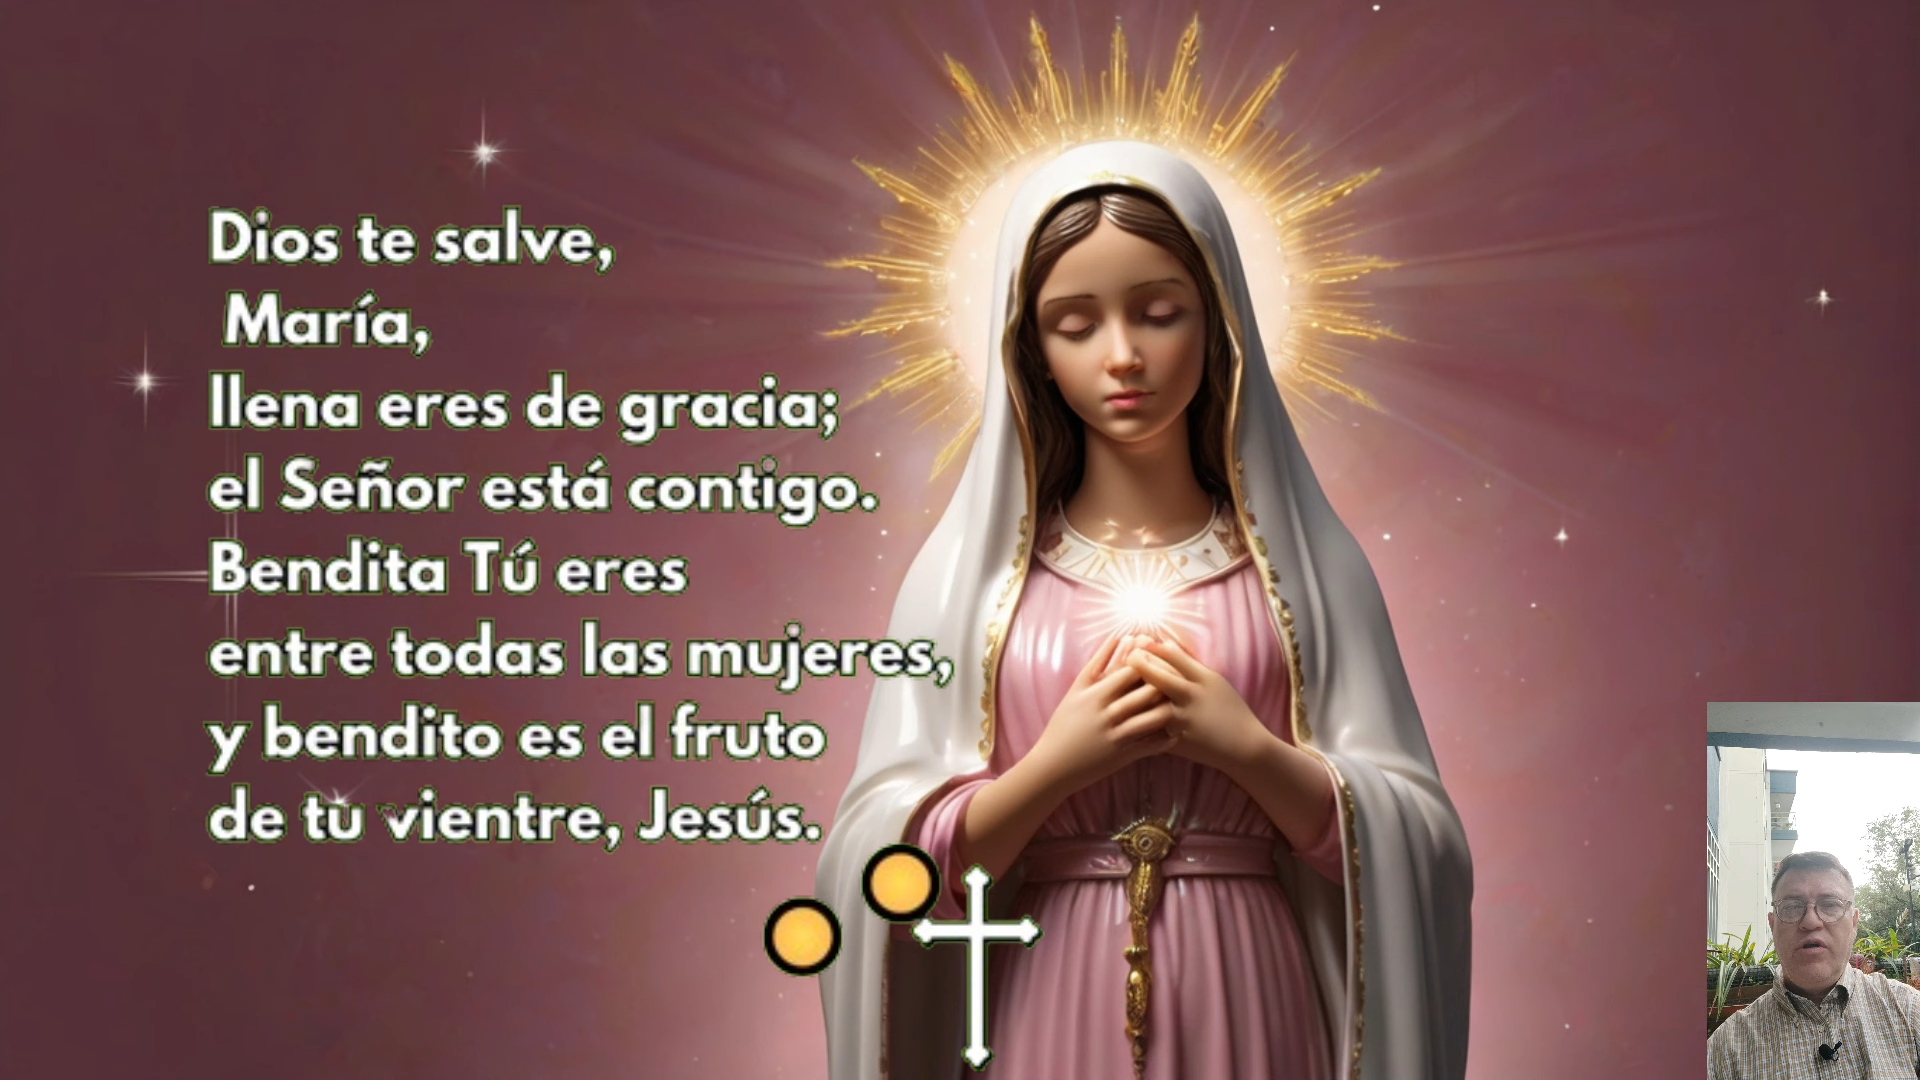 Dios te salve,
María,
llena eres de gracia;
el Señor está contigo.
Bendita Tú eres
entre todas las mujeres,
y bendito es el fruto
de tu vientre, Jesús.